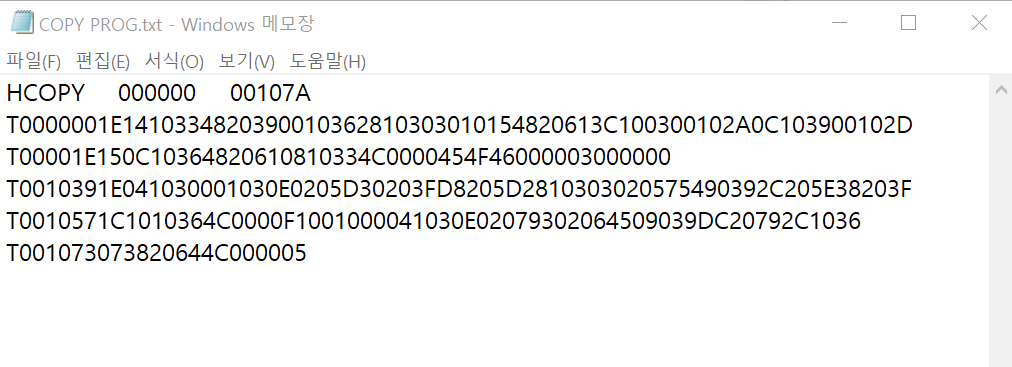 COPY PROG.txt - Windows 메모장
파일(F) 편집(E) 서식(O) 보기(V) 도움말(H)
HCOPY 000000 00107A
T0000001E1410334820390010362810303010154820613C100300102A0C103900102D
T00001E150C10364820610810334C0000454F46000003000000
T0010391E041030001030E0205D30203FD8205D2810303020575490392C205E38203F
T0010571C1010364C0000F1001000041030E02079302064509039DC20792C1036
T001073073820644C000005